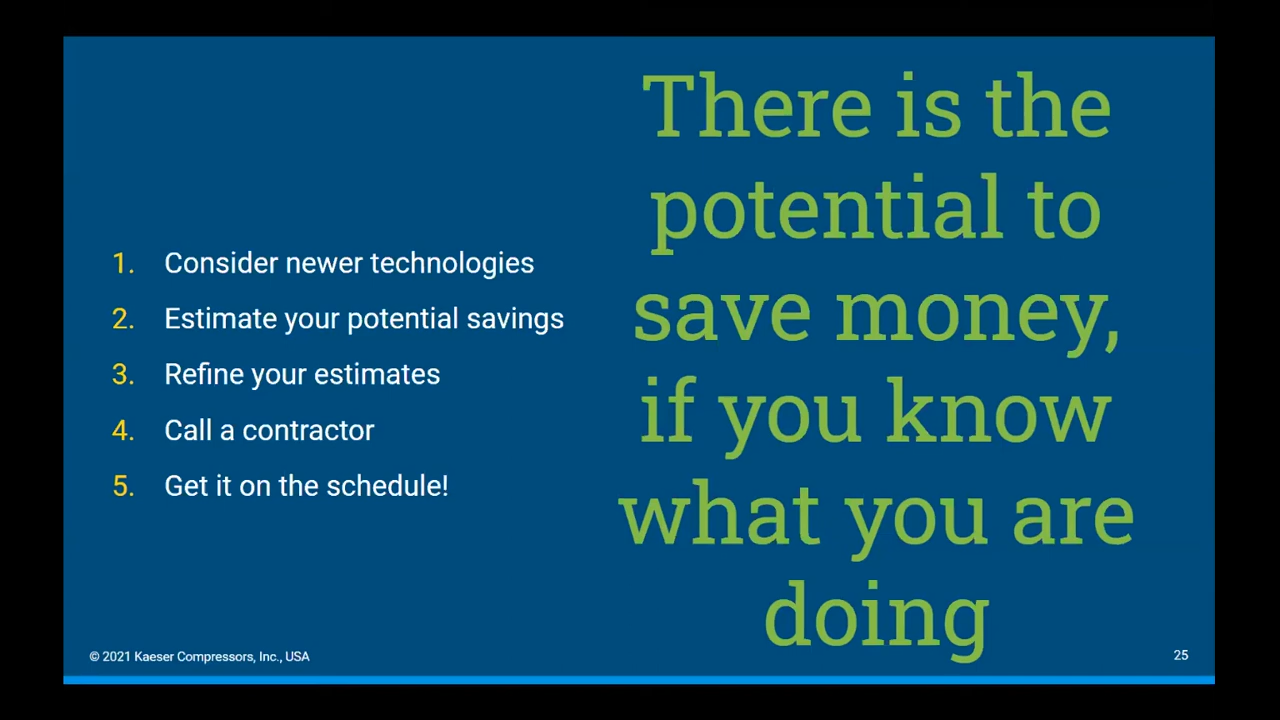 There is the
potential to
save money,
if you know
what you are
doing
1. Consider newer technologies
2. Estimate your potential savings
3. Refine your estimates
4. Call a contractor
5. Get it on the schedule!
© 2021 Kaeser Compressors, Inc., USA
25